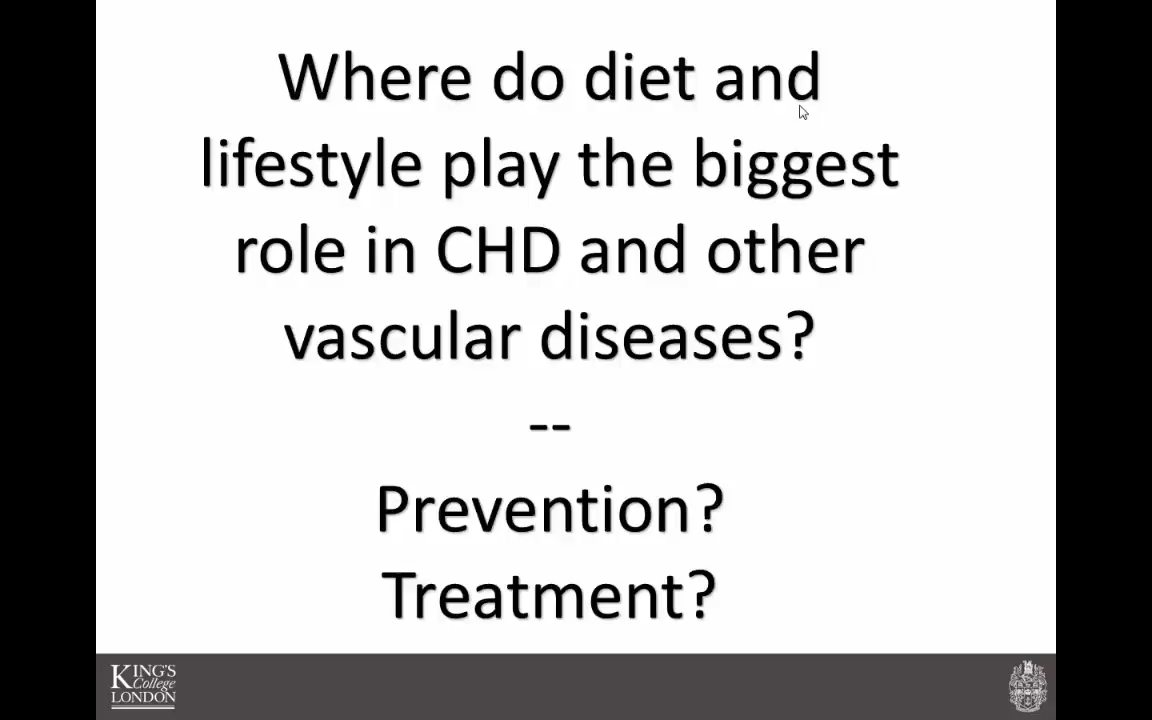 Where do diet and
lifestyle play the biggest
role in CHD and other
vascular diseases?
--
Prevention?
Treatment?
KING'S
College
LONDON